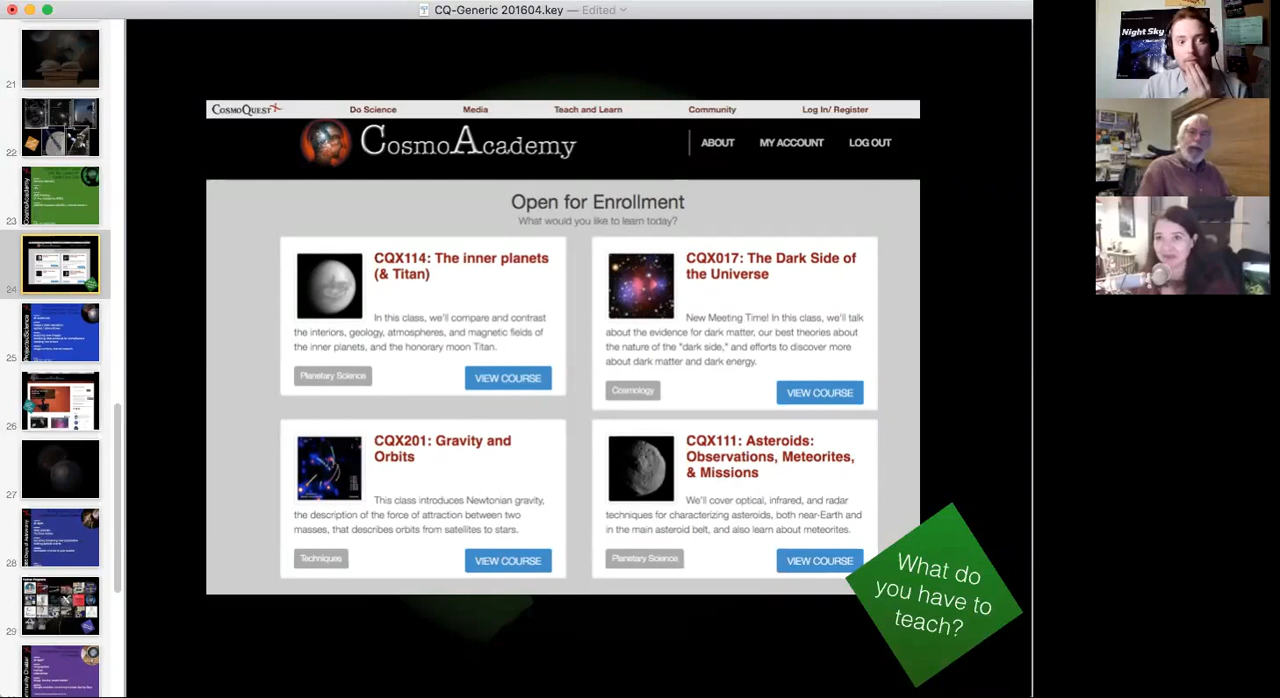 CQ-Generic 201604.key — Edited
21
22
23
24
25
26
27
28
29
COSMOQUEST
Do Science
Media
Teach and Learn
Community
Log In/ Register
COSMOACADEMY
ABOUT
MY ACCOUNT
LOG OUT
Open for Enrollment
What would you like to learn today?
CQX114: The inner planets
(& Titan)
In this class, we'll compare and contrast
the interiors, geology, atmospheres, and magnetic fields of
the inner planets, and the honorary moon Titan.
Planetary Science
VIEW COURSE
CQX017: The Dark Side of
the Universe
New Meeting Time! In this class, we'll talk
about the evidence for dark matter, our best theories about
the nature of the "dark side," and efforts to discover more
about dark matter and dark energy.
Cosmology
VIEW COURSE
CQX201: Gravity and
Orbits
This class introduces Newtonian gravity,
the description of the force of attraction between two
masses, that describes orbits from satellites to stars.
Techniques
VIEW COURSE
CQX111: Asteroids:
Observations, Meteorites,
& Missions
We'll cover optical, infrared, and radar
techniques for characterizing asteroids, both near-Earth and
in the main asteroid belt, and also learn about meteorites.
Planetary Science
VIEW COURSE
What do
you have to
teach?
Night Sky